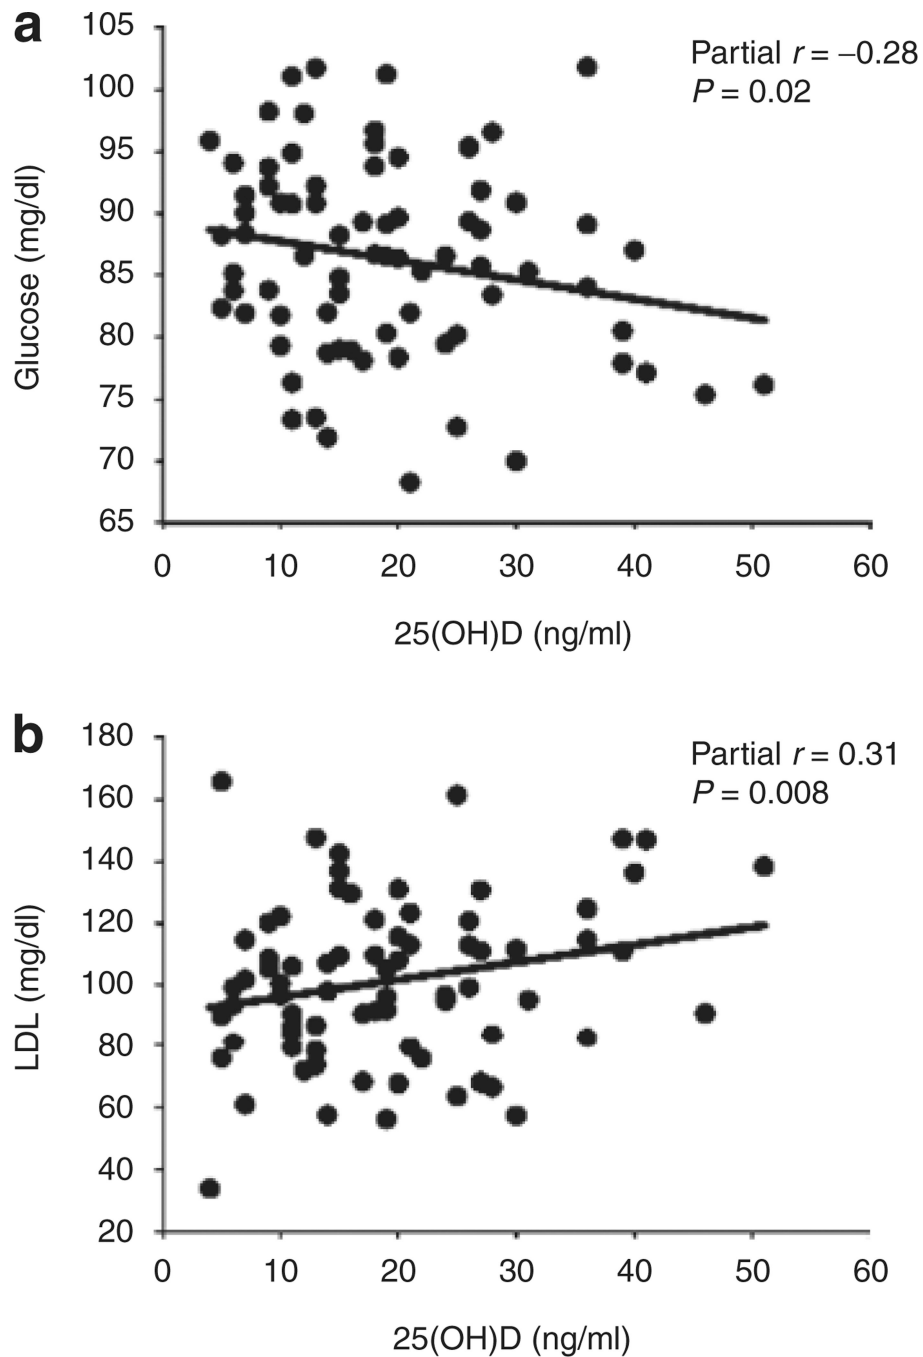 a
Partial r = –0.28
P = 0.02
Glucose (mg/dl)
105
100
95
90
85
80
75
70
65
0 10 20 30 40 50 60
25(OH)D (ng/ml)
b
Partial r = 0.31
P = 0.008
LDL (mg/dl)
180
160
140
120
100
80
60
40
20
0 10 20 30 40 50 60
25(OH)D (ng/ml)